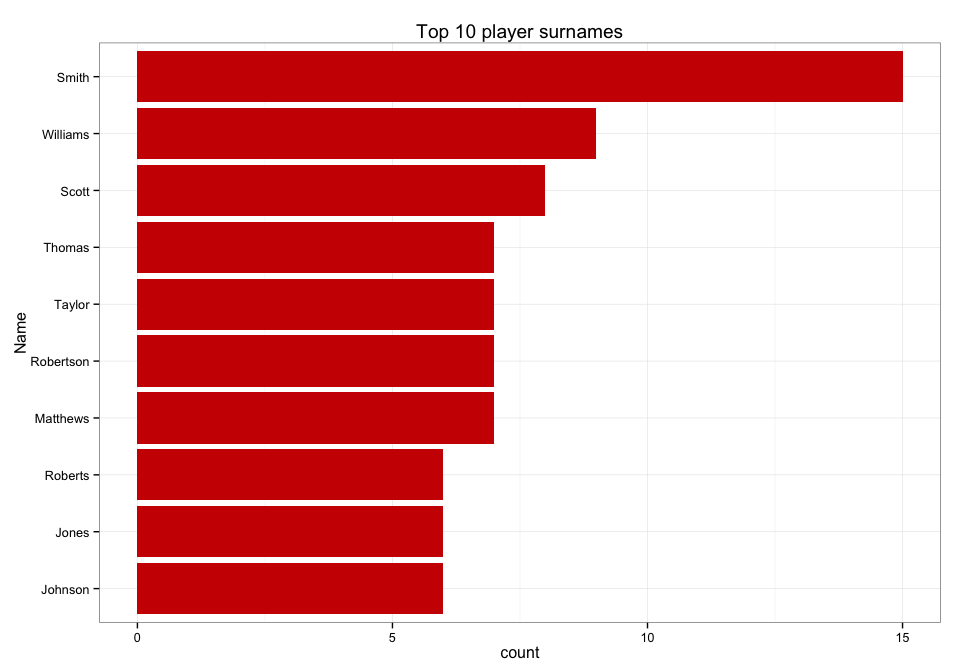 Top 10 player surnames
Name
Smith
Williams
Scott
Thomas
Taylor
Robertson
Matthews
Roberts
Jones
Johnson
0 5 10 15
count